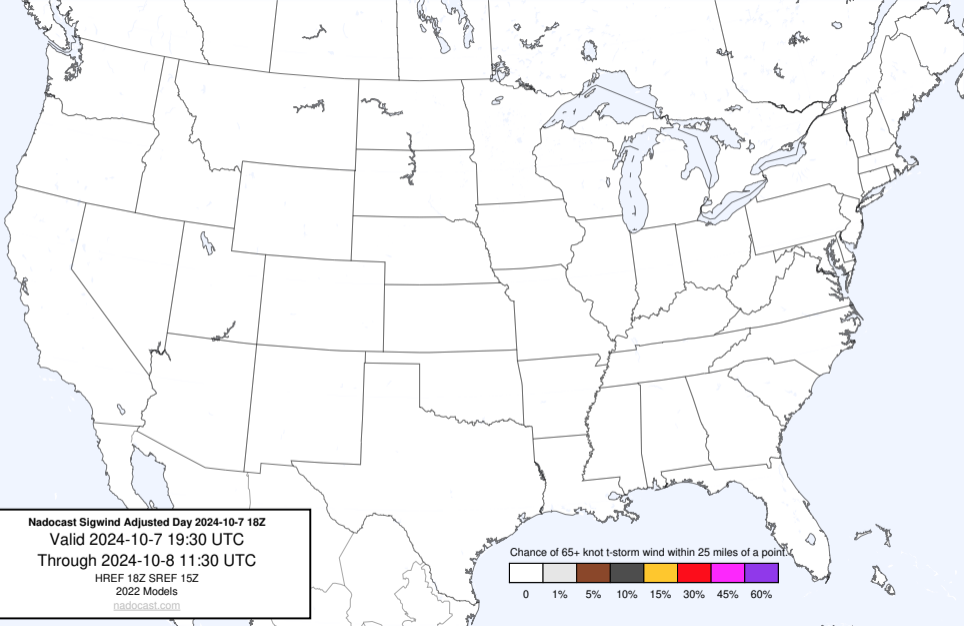 Nadocast Sigwind Adjusted Day 2024-10-7 18Z
Valid 2024-10-7 19:30 UTC
Through 2024-10-8 11:30 UTC
HREF 18Z SREF 15Z
2022 Models
nadocast.com
Chance of 65+ knot t-storm wind within 25 miles of a point.
0 1% 5% 10% 15% 30% 45% 60%